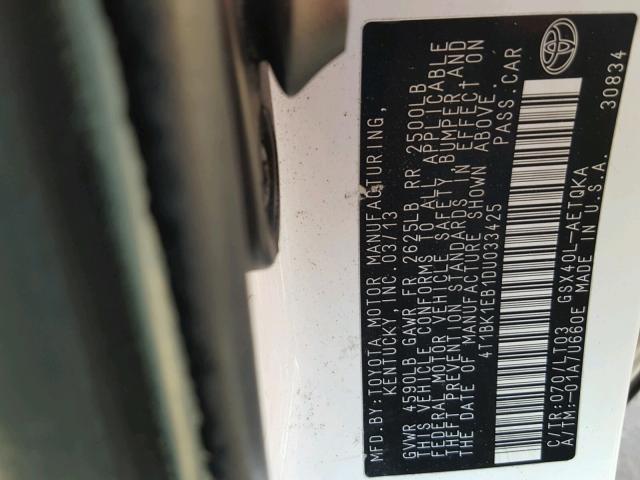 MFD.BY:TOYOTA MOTOR MANUFACTURING,
KENTUCKY, INC. 03/13
GVWR 4590LB GAWR FR 2625LB RR 2500LB
THIS VEHICLE CONFORMS TO ALL APPLICABLE
FEDERAL MOTOR VEHICLE SAFETY, BUMPER, AND
THEFT PREVENTION STANDARDS IN EFFECT ON
THE DATE OF MANUFACTURE SHOWN ABOVE.
4T1BK1EB1DU033425 PASS.CAR
C/TR:070/LT03 GSX40L-AETQKA
A/TM:-01A/U660E MADE IN U.S.A.
30834